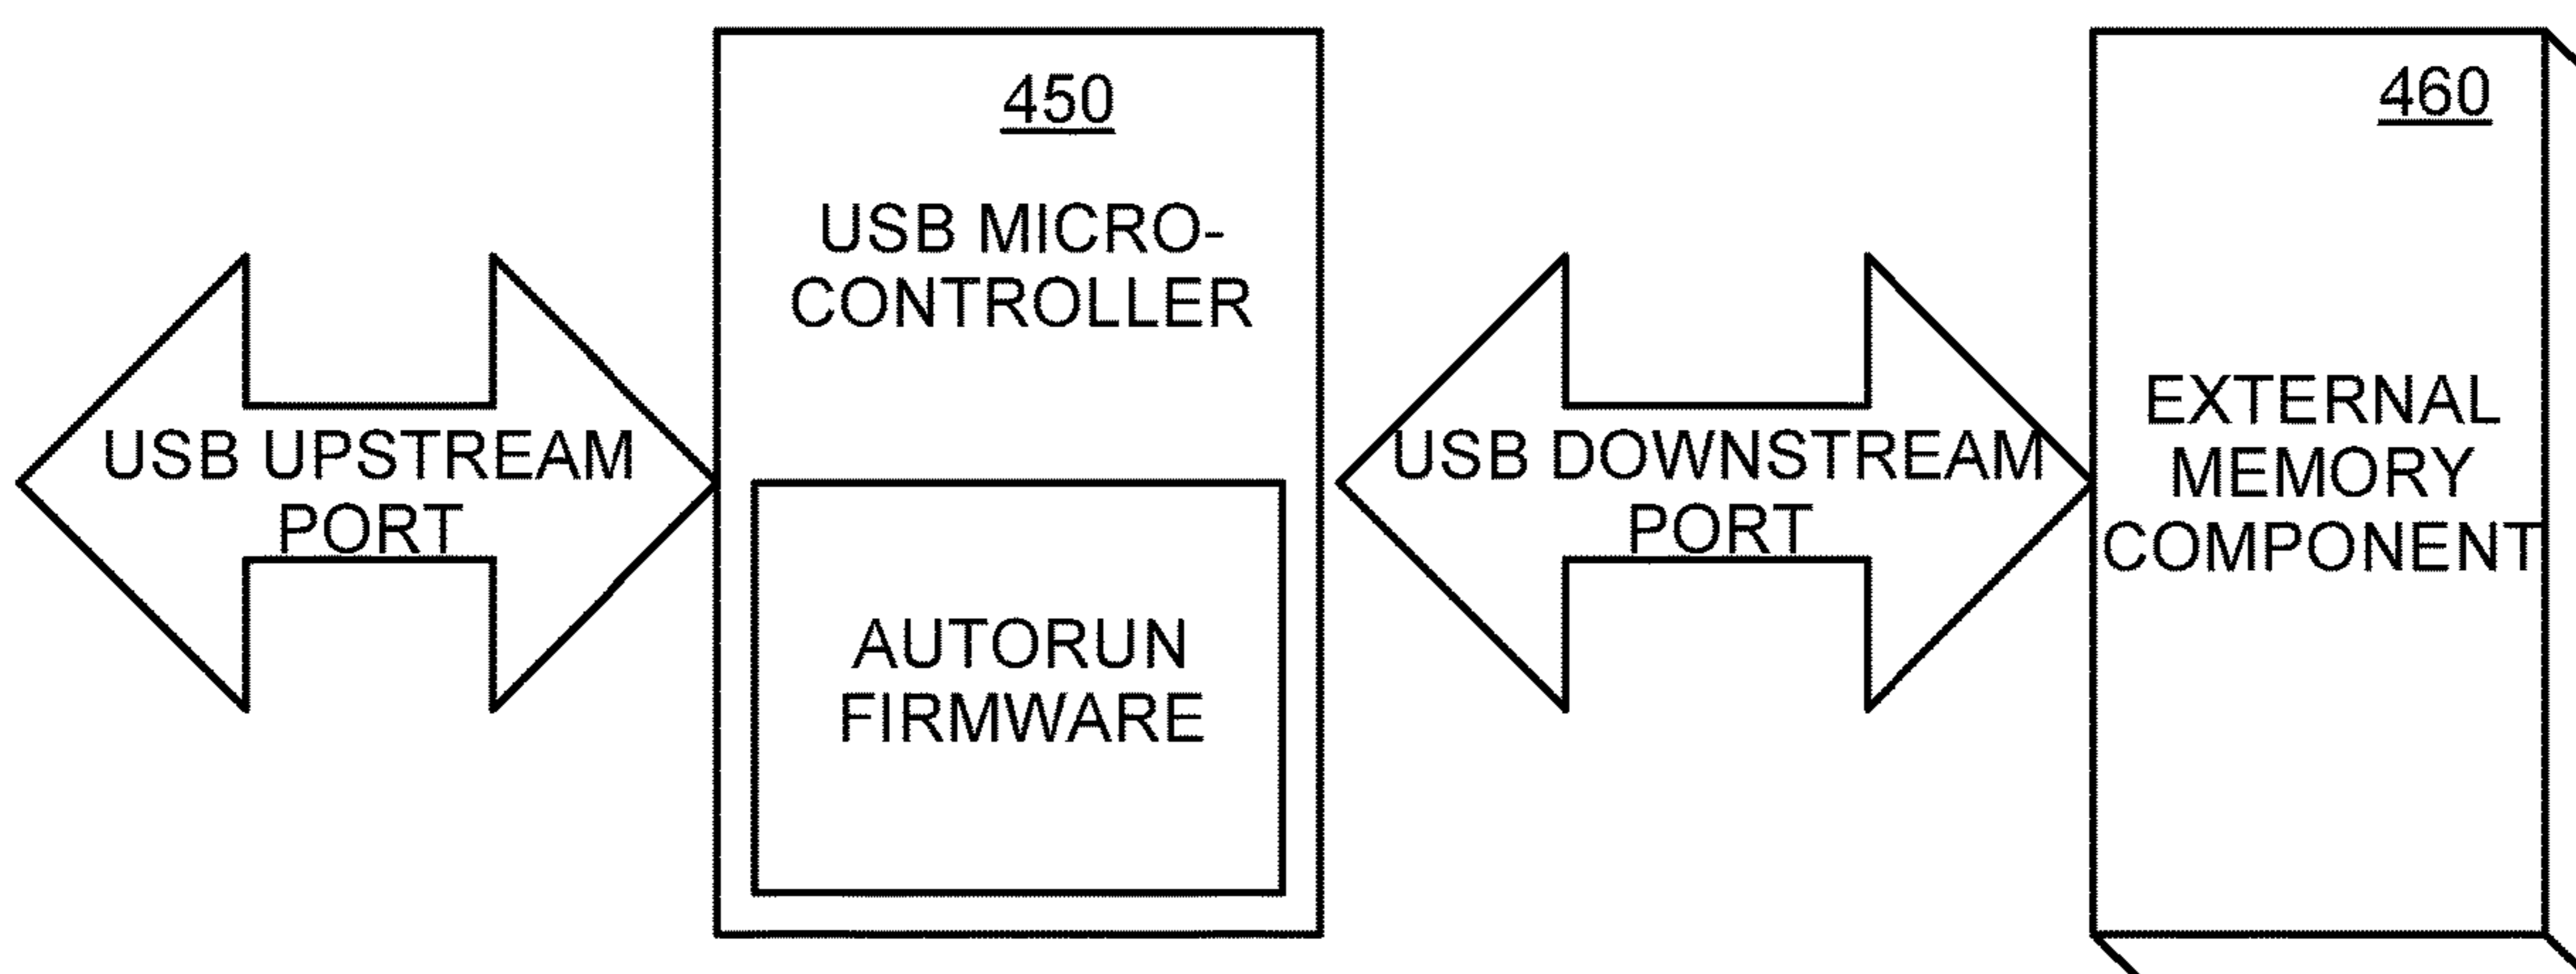 450
USB MICRO-
CONTROLLER
AUTORUN
FIRMWARE
USB UPSTREAM
PORT
USB DOWNSTREAM
PORT
460
EXTERNAL
MEMORY
COMPONENT